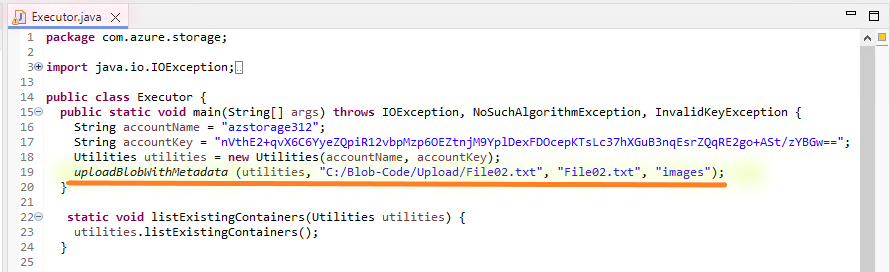 Executor.java
1 package com.azure.storage;
2
3 import java.io.IOException;
13
14 public class Executor {
15 public static void main(String[] args) throws IOException, NoSuchAlgorithmException, InvalidKeyException {
16 String accountName = "azstorage312";
17 String accountKey = "nVthE2+qvX6C6YyeZQpiR12vbpMzp6OEZtnjM9YplDexFDOcepKTsLc37hXGuB3nqEsrZQqRE2go+ASt/zYBGw==";
18 Utilities utilities = new Utilities(accountName, accountKey);
19 uploadBlobWithMetadata (utilities, "C:/Blob-Code/Upload/File02.txt", "File02.txt", "images");
20 }
21
22 static void listExistingContainers(Utilities utilities) {
23 utilities.listExistingContainers();
24 }
25